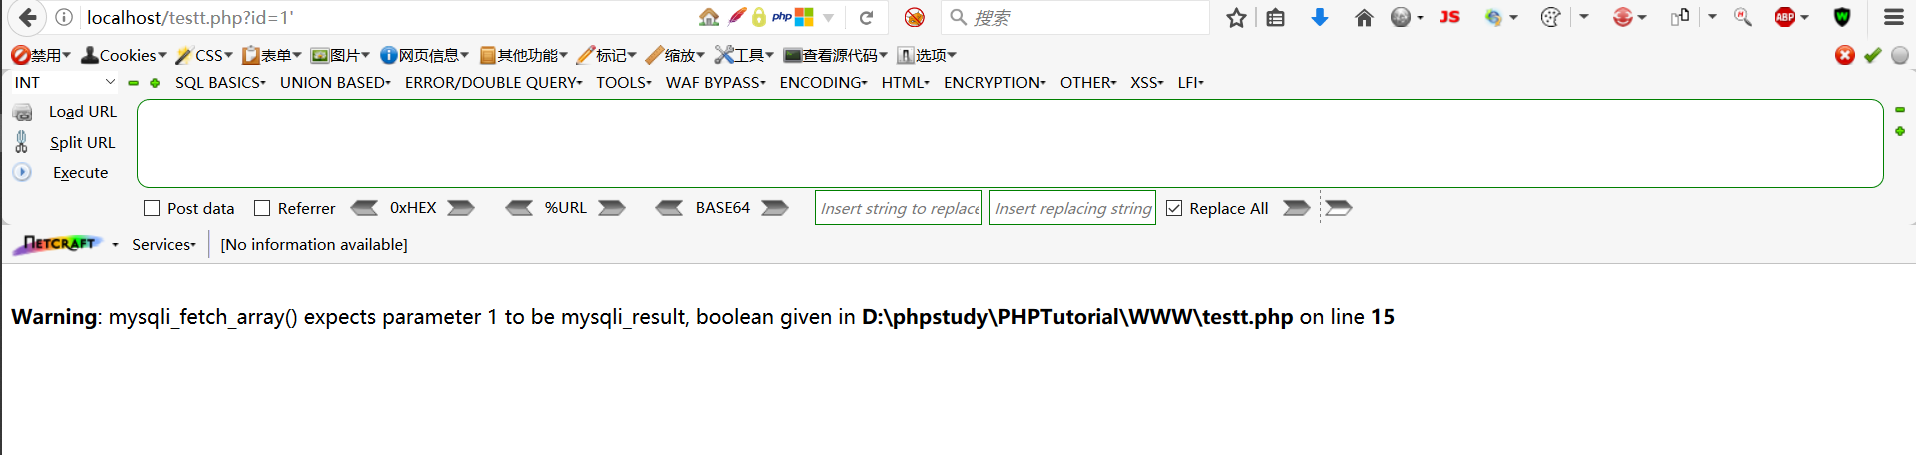 localhost/testt.php?id=1' php 搜索 JS ABP W
禁用 Cookies CSS 表单 图片 网页信息 其他功能 标记 缩放 工具 查看源代码 选项
INT SQL BASICS UNION BASED ERROR/DOUBLE QUERY TOOLS WAF BYPASS ENCODING HTML ENCRYPTION OTHER XSS LFI
Load URL
Split URL
Execute
Post data Referrer 0xHEX %URL BASE64 Insert string to replace Insert replacing string Replace All
NETCRAFT Services [No information available]
Warning: mysqli_fetch_array() expects parameter 1 to be mysqli_result, boolean given in D:\phpstudy\PHPTutorial\WWW\testt.php on line 15